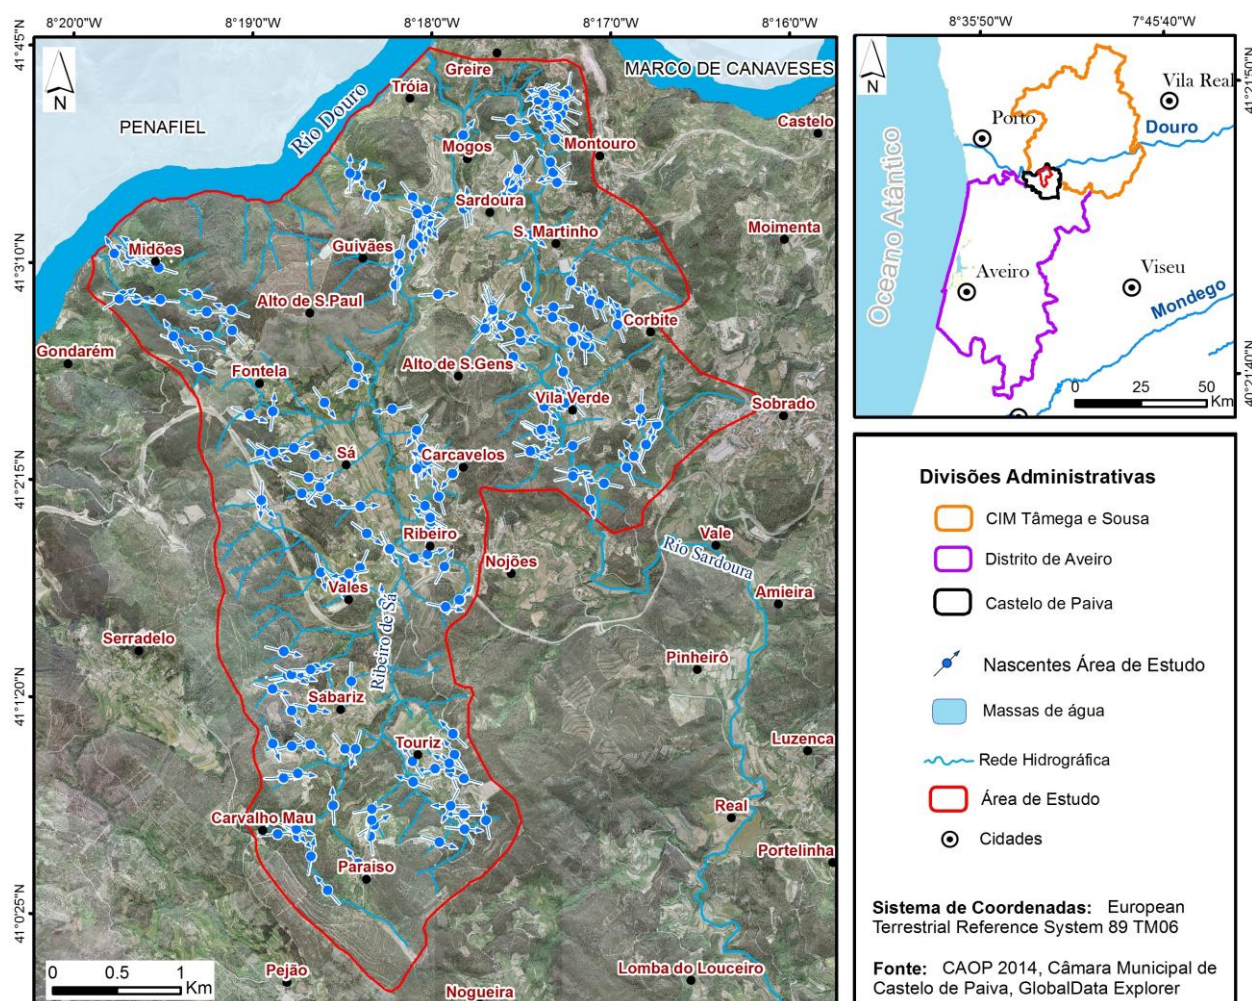 8°20'0"W 8°19'0"W 8°18'0"W 8°17'0"W 8°16'0"W
41°4'5"N
41°3'10"N
41°2'15"N
41°1'20"N
41°0'25"N
N
PENAFIEL
Rio Douro
MARCO DE CANAVESES
Greire
Tróia
Castelo
Mogos
Montouro
Sardoura
Moimenta
S. Martinho
Guivães
Midões
Alto de S.Paul
Corbite
Gondarém
Alto de S.Gens
Fontela
Vila Verde
Sobrado
Sá
Carcavelos
Ribeiro
Nojões
Vale
Rio Sardoura
Amieira
Vales
Ribeiro de Sá
Serradelo
Pinheirô
Sabariz
Touriz
Luzenca
Carvalho Mau
Real
Paraiso
Portelinha
Pejão
Nogueira
Lomba do Louceiro
0 0.5 1
Km
8°35'50"W 7°45'40"W
41°21'50"N
40°21'40"N
N
Vila Real
Porto
Douro
Oceano Atântico
Aveiro
Viseu
Mondego
0 25 50
Km
Divisões Administrativas
CIM Tâmega e Sousa
Distrito de Aveiro
Castelo de Paiva
Nascentes Área de Estudo
Massas de água
Rede Hidrográfica
Área de Estudo
Cidades
Sistema de Coordenadas: European
Terrestrial Reference System 89 TM06
Fonte: CAOP 2014, Câmara Municipal de
Castelo de Paiva, GlobalData Explorer